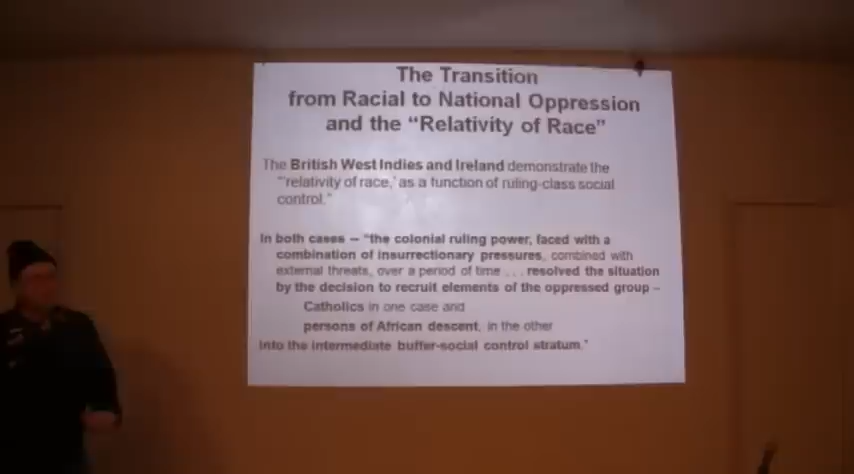 The Transition
from Racial to National Oppression
and the “Relativity of Race”
The British West Indies and Ireland demonstrate the
“‘relativity of race,’ as a function of ruling-class social
control.”
In both cases – “the colonial ruling power, faced with a
combination of insurrectionary pressures, combined with
external threats, over a period of time . . . resolved the situation
by the decision to recruit elements of the oppressed group –
Catholics in one case and
persons of African descent, in the other
into the intermediate buffer-social control stratum.”